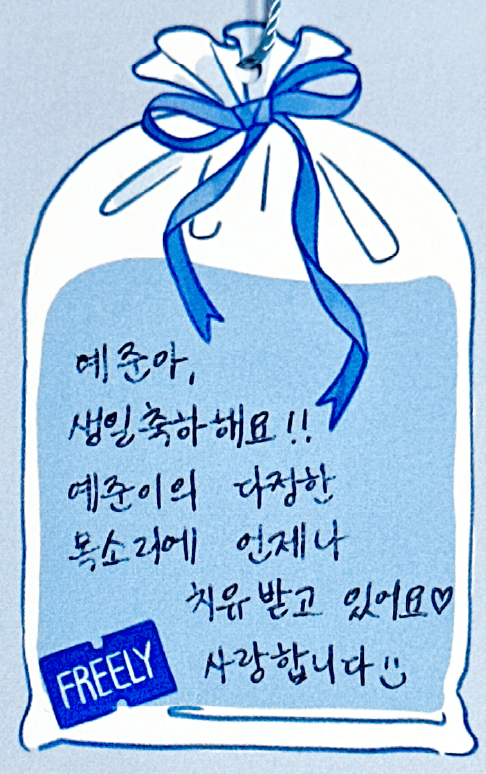 예준아,
생일축하해요!!
예준이의 다정한
목소리에 언제나
치유받고 있어요♡
사랑합니다
FREELY